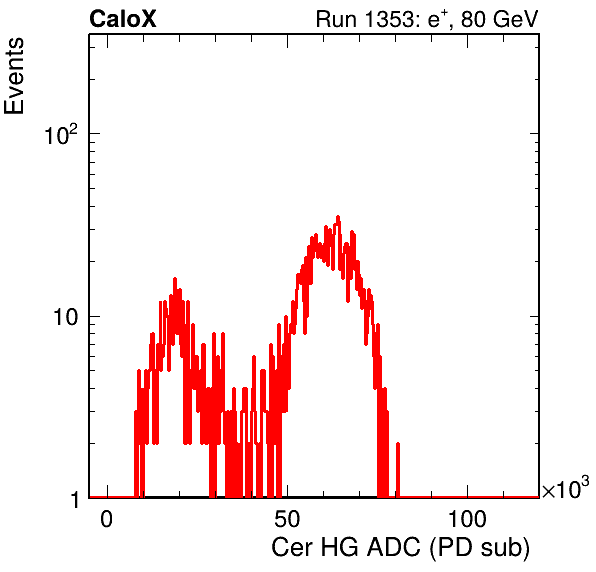 CaloX Run 1353: e⁺, 80 GeV
Events
10²
10
1
0 50 100 ×10³
Cer HG ADC (PD sub)